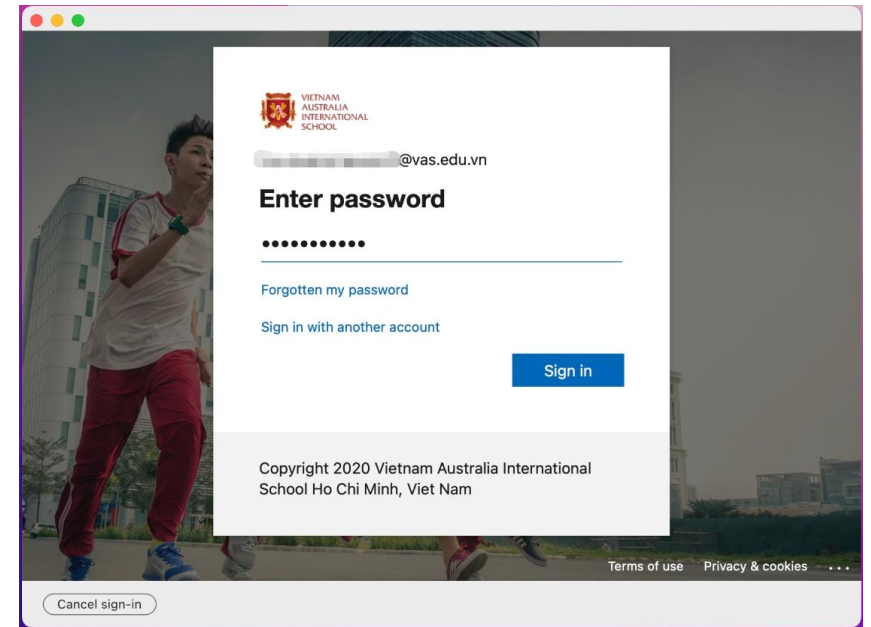 VIETNAM
AUSTRALIA
INTERNATIONAL
SCHOOL
@vas.edu.vn
Enter password
Forgotten my password
Sign in with another account
Sign in
Copyright 2020 Vietnam Australia International
School Ho Chi Minh, Viet Nam
Terms of use Privacy & cookies ...
Cancel sign-in